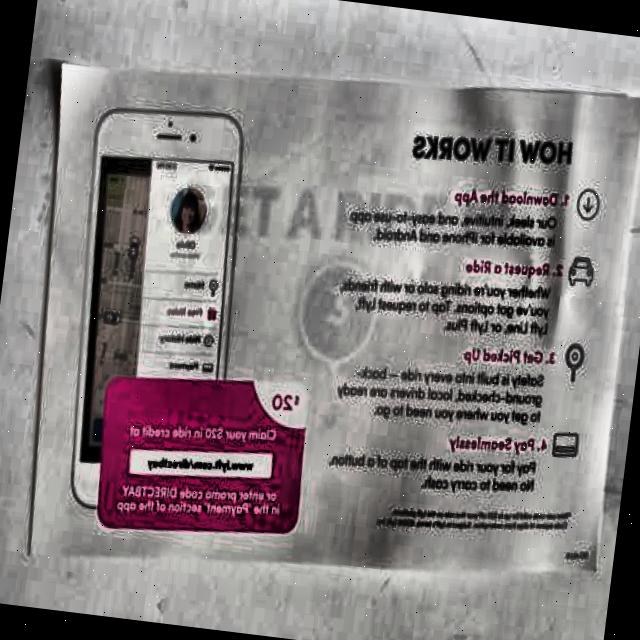 HOW IT WORKS
1. Download the App
Our sleek, intuitive, and easy-to-use app
is available for iPhone and Android.
2. Request a Ride
Whether you're riding solo or with friends,
you've got options. Tap to request Lyft,
Lyft Line, or Lyft Plus.
3. Get Picked Up
Safety's built into every ride — back-
ground-checked, local drivers are ready
to get you where you need to go.
4. Pay Seamlessly
Pay for your ride with the tap of a button.
No need to carry cash.
$20
Claim your $20 in ride credit at
www.lyft.com/directbay
or enter promo code DIRECTBAY
in the "Payment" section of the app